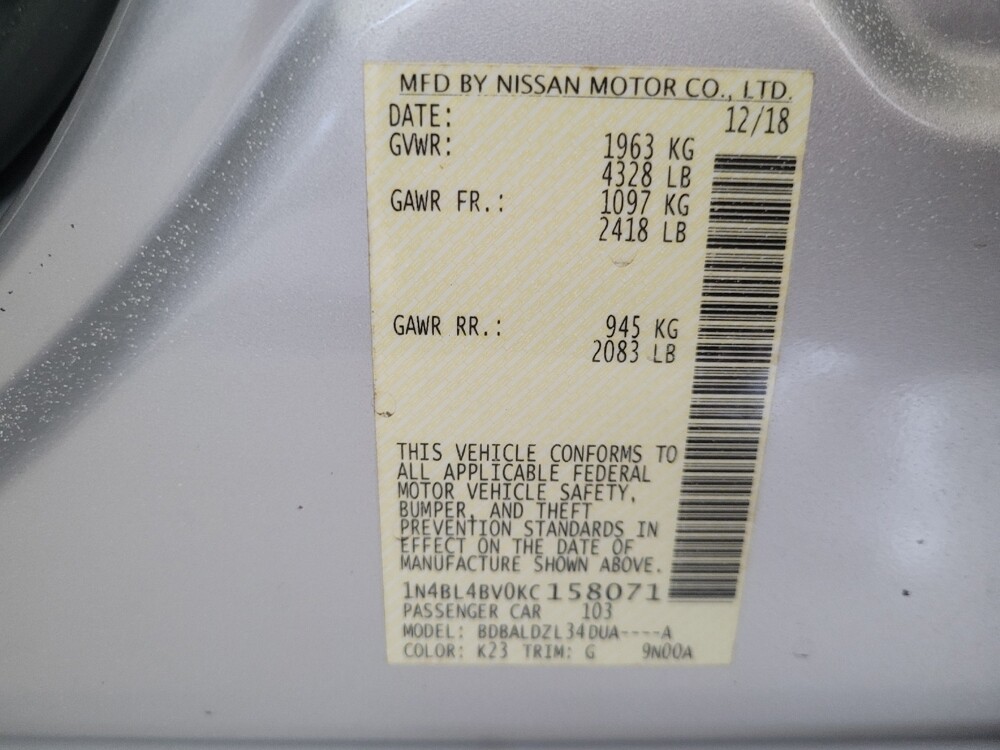 MFD BY NISSAN MOTOR CO., LTD.
DATE: 12/18
GVWR: 1963 KG
4328 LB
GAWR FR.: 1097 KG
2418 LB
GAWR RR.: 945 KG
2083 LB
THIS VEHICLE CONFORMS TO
ALL APPLICABLE FEDERAL
MOTOR VEHICLE SAFETY,
BUMPER, AND THEFT
PREVENTION STANDARDS IN
EFFECT ON THE DATE OF
MANUFACTURE SHOWN ABOVE.
1N4BL4BV0KC158071
PASSENGER CAR 103
MODEL: BDBALDZL34DUA----A
COLOR: K23 TRIM: G 9N00A